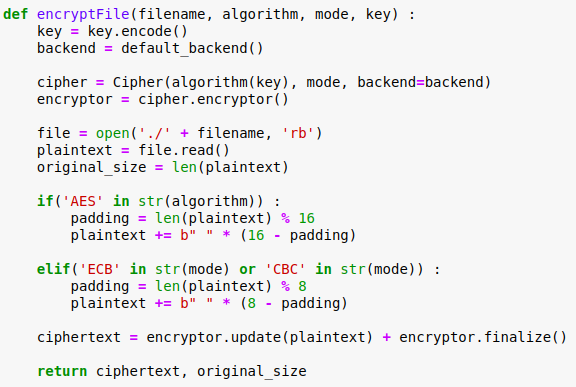 def encryptFile(filename, algorithm, mode, key) :
    key = key.encode()
    backend = default_backend()
    cipher = Cipher(algorithm(key), mode, backend=backend)
    encryptor = cipher.encryptor()
    file = open('./' + filename, 'rb')
    plaintext = file.read()
    original_size = len(plaintext)
    if('AES' in str(algorithm)) :
        padding = len(plaintext) % 16
        plaintext += b" " * (16 - padding)
    elif('ECB' in str(mode) or 'CBC' in str(mode)) :
        padding = len(plaintext) % 8
        plaintext += b" " * (8 - padding)
    ciphertext = encryptor.update(plaintext) + encryptor.finalize()
    return ciphertext, original_size